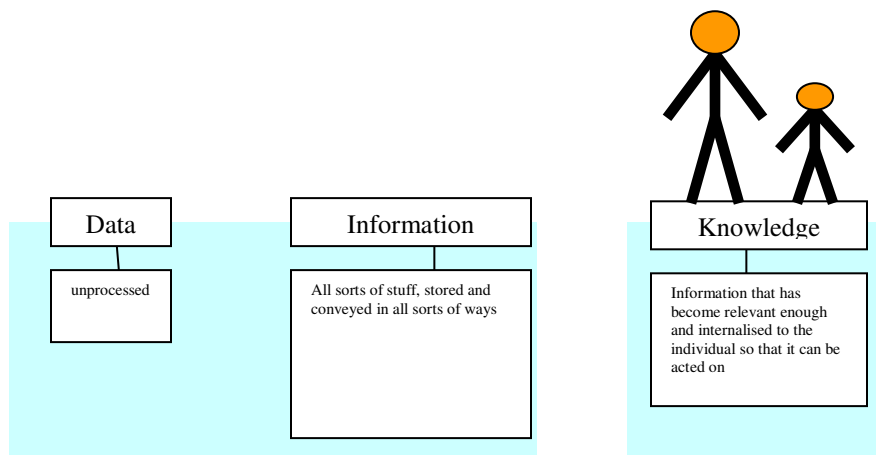 Data
Information
Knowledge
unprocessed
All sorts of stuff, stored and
conveyed in all sorts of ways
Information that has
become relevant enough
and internalised to the
individual so that it can be
acted on